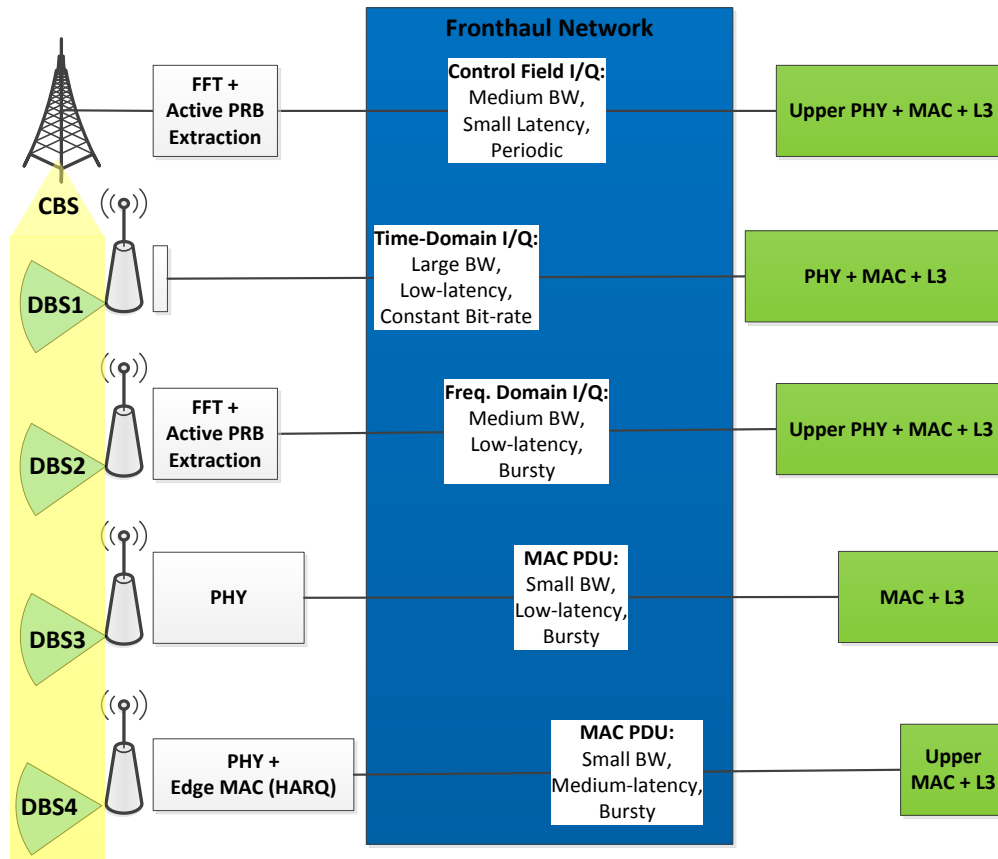 Fronthaul Network
FFT +
Active PRB
Extraction
Control Field I/Q:
Medium BW,
Small Latency,
Periodic
Upper PHY + MAC + L3
CBS
DBS1
Time-Domain I/Q:
Large BW,
Low-latency,
Constant Bit-rate
PHY + MAC + L3
DBS2
FFT +
Active PRB
Extraction
Freq. Domain I/Q:
Medium BW,
Low-latency,
Bursty
Upper PHY + MAC + L3
DBS3
PHY
MAC PDU:
Small BW,
Low-latency,
Bursty
MAC + L3
DBS4
PHY +
Edge MAC (HARQ)
MAC PDU:
Small BW,
Medium-latency,
Bursty
Upper
MAC + L3